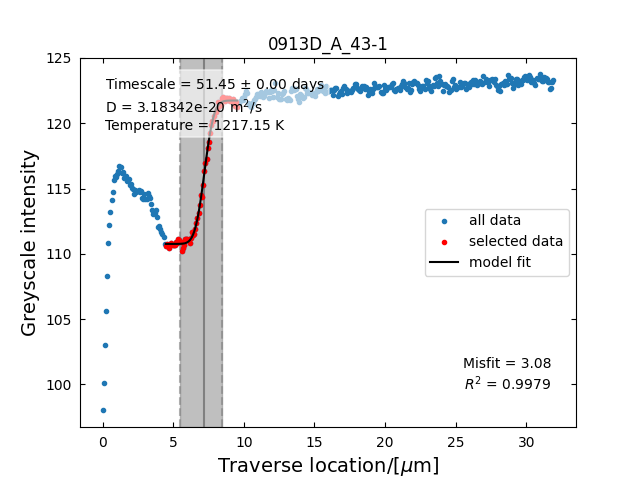 0913D_A_43-1
Timescale = 51.45 ± 0.00 days
D = 3.18342e-20 m²/s
Temperature = 1217.15 K
125
120
115
110
105
100
Greyscale intensity
all data
selected data
model fit
Misfit = 3.08
R² = 0.9979
0 5 10 15 20 25 30
Traverse location/[μm]